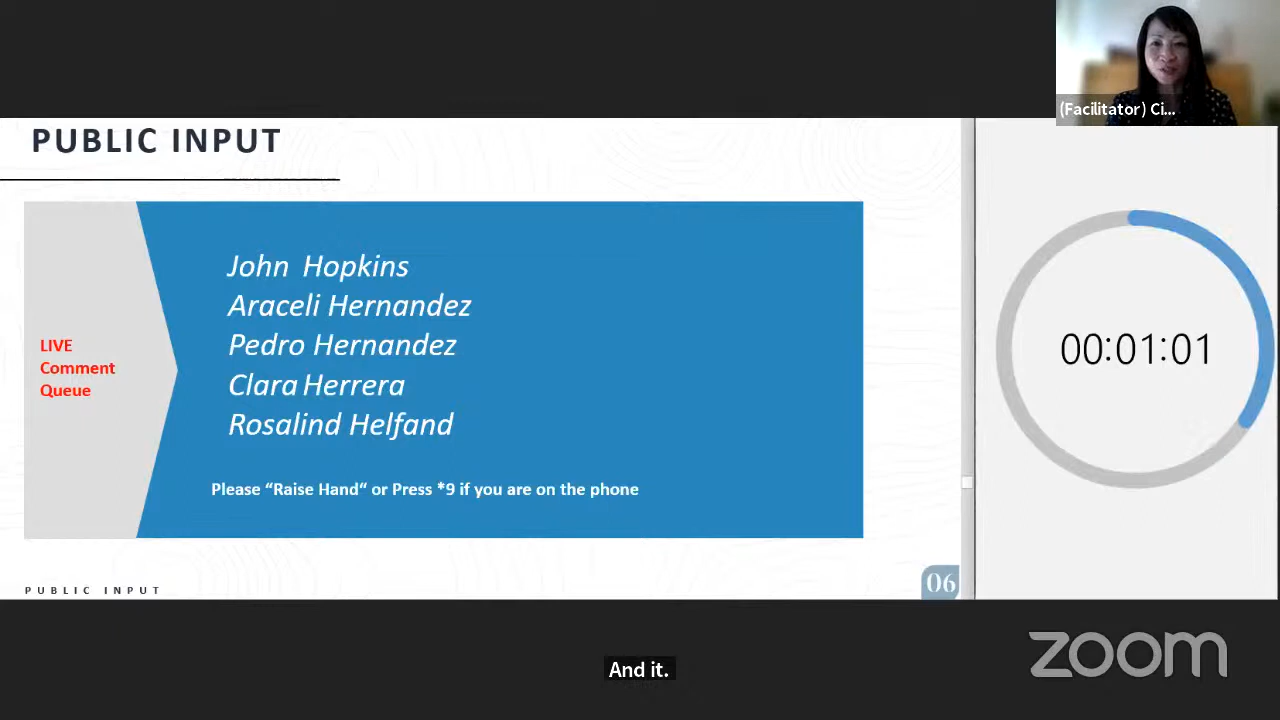 (Facilitator) Ci...
PUBLIC INPUT
John Hopkins
Araceli Hernandez
Pedro Hernandez
Clara Herrera
Rosalind Helfand
LIVE
Comment
Queue
Please “Raise Hand“ or Press *9 if you are on the phone
00:01:01
PUBLIC INPUT
06
And it.
zoom